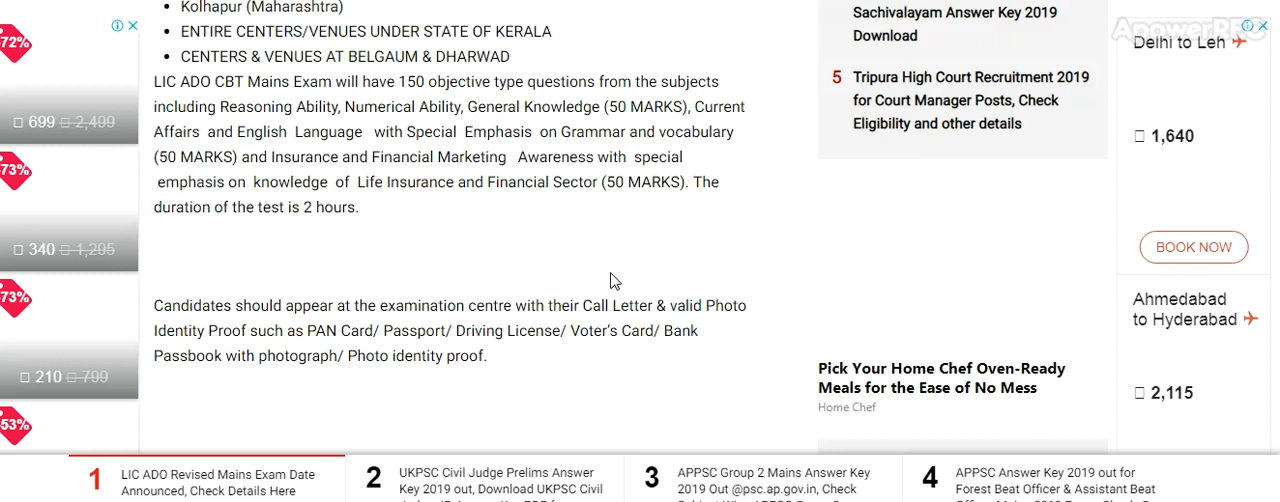 Kolhapur (Maharashtra)
ENTIRE CENTERS/VENUES UNDER STATE OF KERALA
CENTERS & VENUES AT BELGAUM & DHARWAD
LIC ADO CBT Mains Exam will have 150 objective type questions from the subjects
including Reasoning Ability, Numerical Ability, General Knowledge (50 MARKS), Current
Affairs and English Language with Special Emphasis on Grammar and vocabulary
(50 MARKS) and Insurance and Financial Marketing Awareness with special
emphasis on knowledge of Life Insurance and Financial Sector (50 MARKS). The
duration of the test is 2 hours.
Candidates should appear at the examination centre with their Call Letter & valid Photo
Identity Proof such as PAN Card/ Passport/ Driving License/ Voter's Card/ Bank
Passbook with photograph/ Photo identity proof.
-72%
699 2,499
-73%
340 1,295
-73%
210 799
-53%
Sachivalayam Answer Key 2019
Download
5 Tripura High Court Recruitment 2019
for Court Manager Posts, Check
Eligibility and other details
Pick Your Home Chef Oven-Ready
Meals for the Ease of No Mess
Home Chef
ApowerREC
Delhi to Leh
1,640
BOOK NOW
Ahmedabad
to Hyderabad
2,115
1 LIC ADO Revised Mains Exam Date
Announced, Check Details Here
2 UKPSC Civil Judge Prelims Answer
Key 2019 out, Download UKPSC Civil
3 APPSC Group 2 Mains Answer Key
2019 Out @psc.ap.gov.in, Check
4 APPSC Answer Key 2019 out for
Forest Beat Officer & Assistant Beat